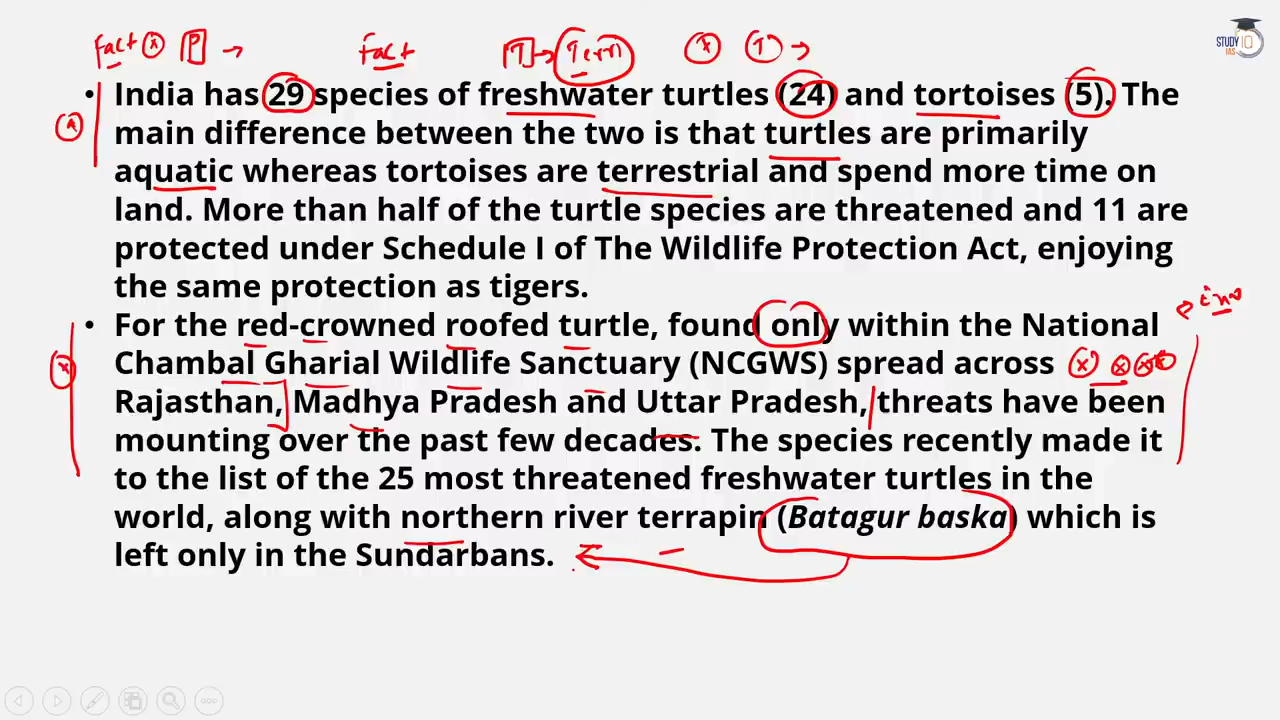 Fact P →
Fact
T → Terri
T →
STUDY IQ
IAS
• India has 29 species of freshwater turtles (24) and tortoises (5). The
main difference between the two is that turtles are primarily
aquatic whereas tortoises are terrestrial and spend more time on
land. More than half of the turtle species are threatened and 11 are
protected under Schedule I of The Wildlife Protection Act, enjoying
the same protection as tigers.
• For the red-crowned roofed turtle, found only within the National
Chambal Gharial Wildlife Sanctuary (NCGWS) spread across
Rajasthan, Madhya Pradesh and Uttar Pradesh, threats have been
mounting over the past few decades. The species recently made it
to the list of the 25 most threatened freshwater turtles in the
world, along with northern river terrapin (Batagur baska) which is
left only in the Sundarbans.